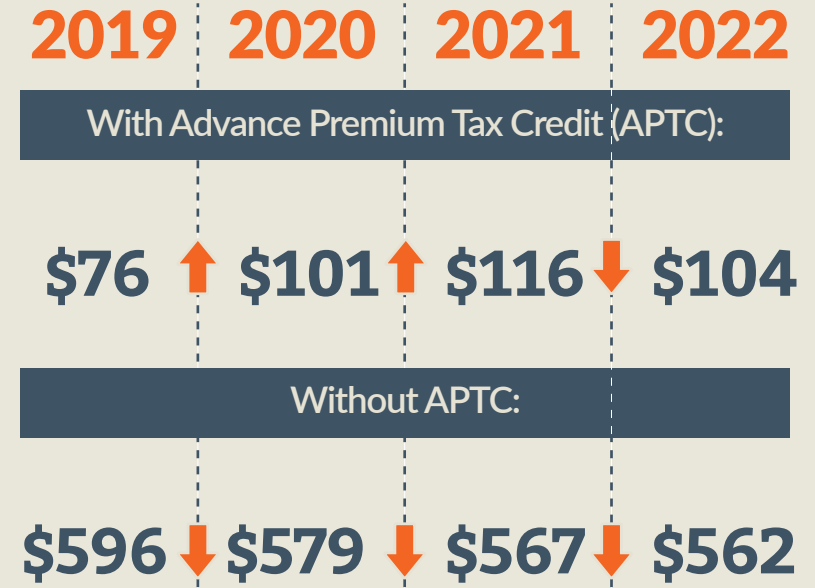 2019 2020 2021 2022
With Advance Premium Tax Credit (APTC):
$76 $101 $116 $104
Without APTC:
$596 $579 $567 $562